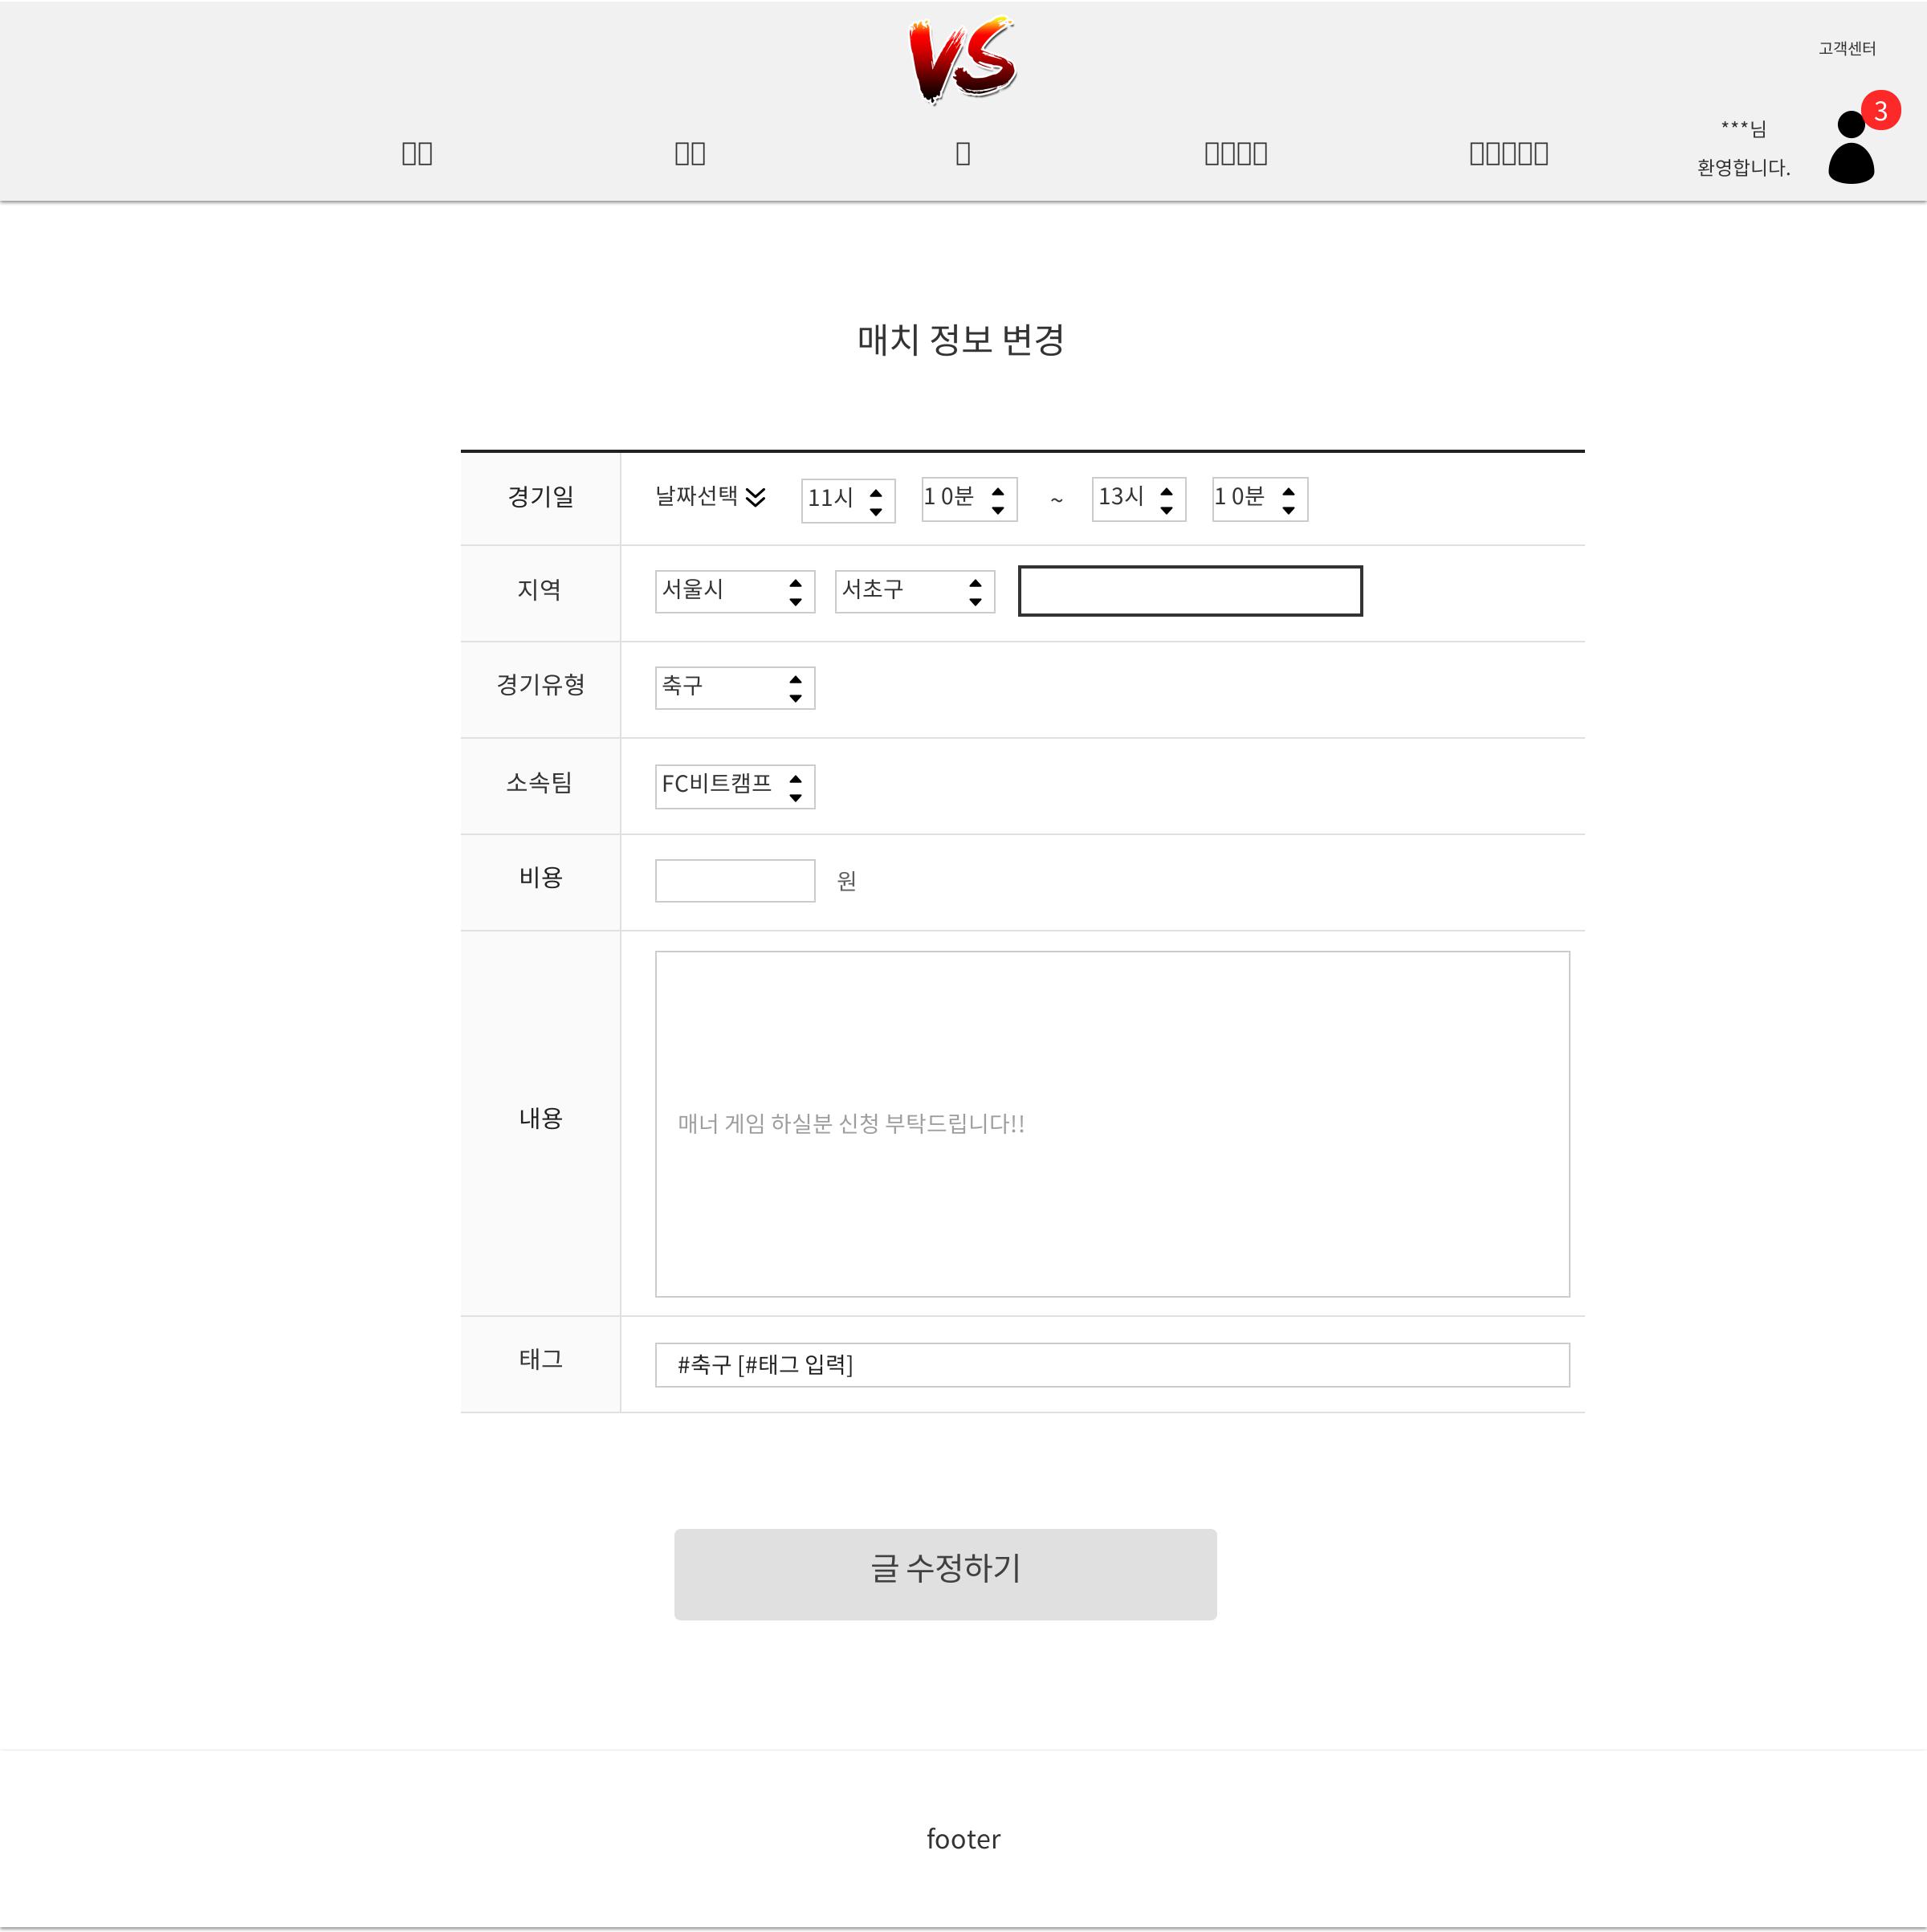 VS
고객센터
3
***님
환영합니다.
매치 정보 변경
경기일 날짜선택 11시 1 0분 ~ 13시 1 0분
지역 서울시 서초구
경기유형 축구
소속팀 FC비트캠프
비용 원
내용 매너 게임 하실분 신청 부탁드립니다!!
태그 #축구 [#태그 입력]
글 수정하기
footer